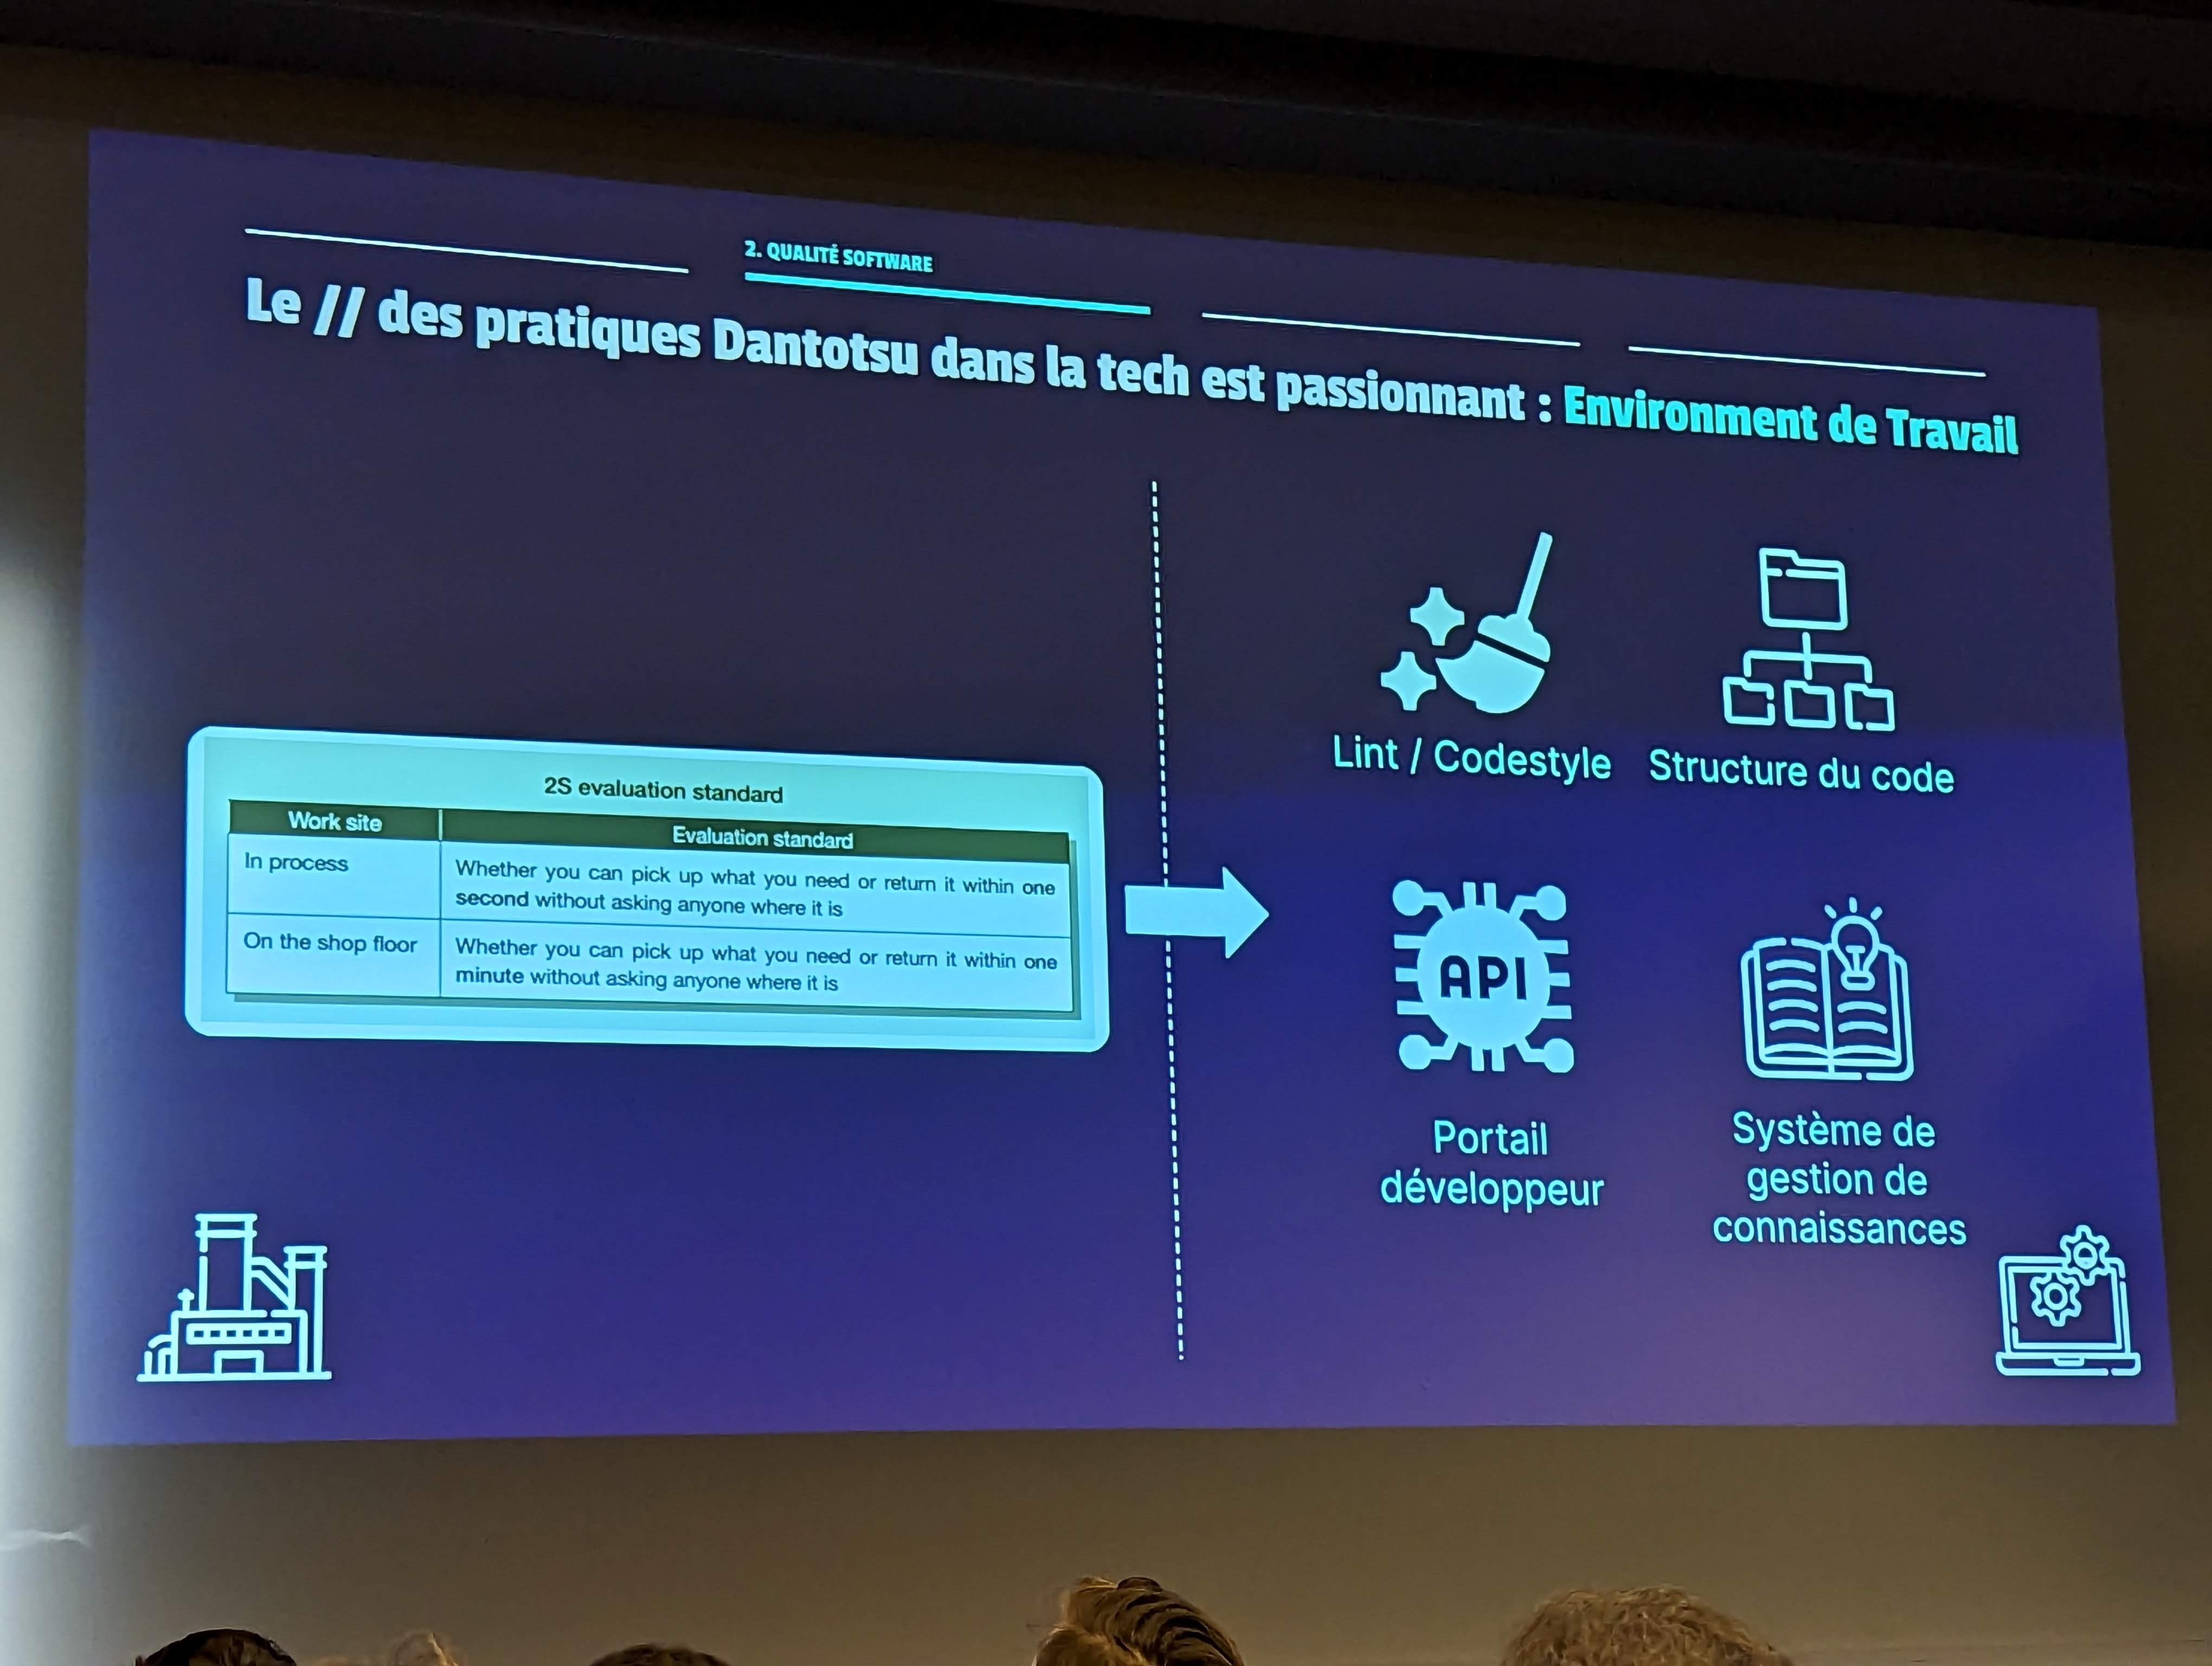 2. QUALITÉ SOFTWARE
Le // des pratiques Dantotsu dans la tech est passionnant : Environment de Travail
2S evaluation standard
Work site
Evaluation standard
In process
Whether you can pick up what you need or return it within one
second without asking anyone where it is
On the shop floor
Whether you can pick up what you need or return it within one
minute without asking anyone where it is
Lint / Codestyle
Structure du code
API
Portail
développeur
Système de
gestion de
connaissances